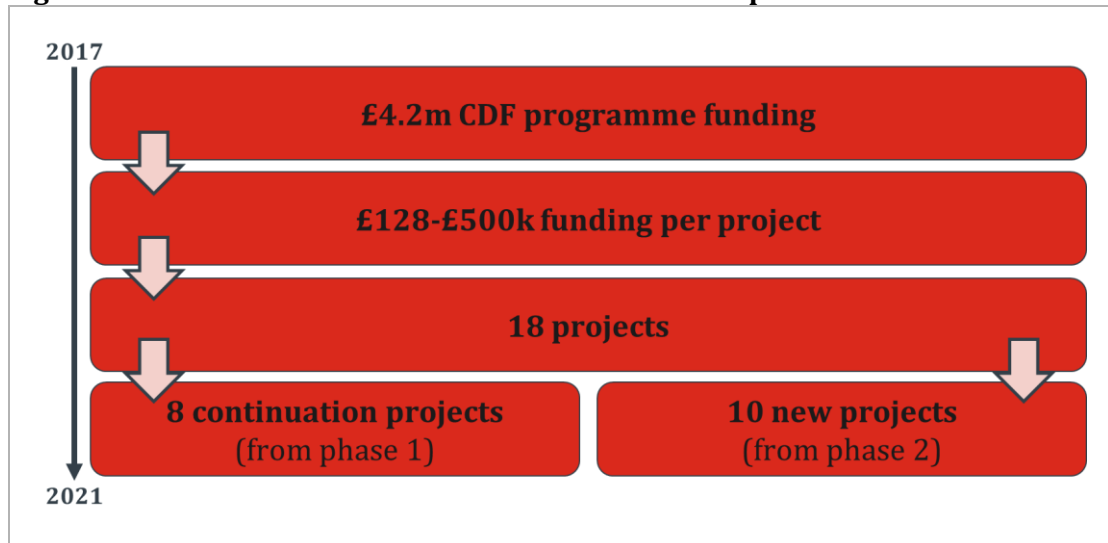 2017
£4.2m CDF programme funding
£128-£500k funding per project
18 projects
8 continuation projects
(from phase 1)
10 new projects
(from phase 2)
2021